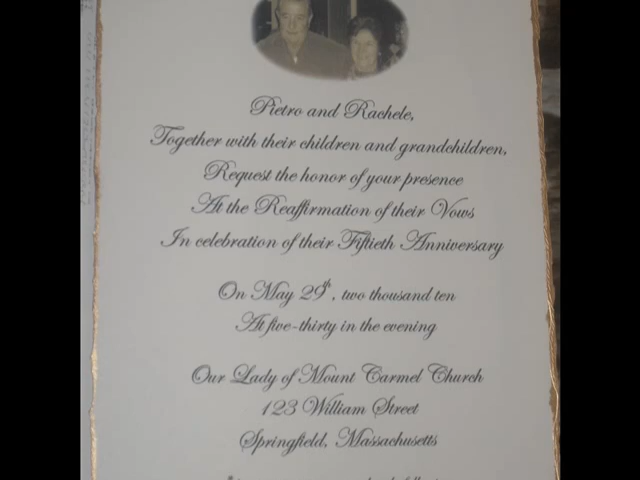 Pietro and Rachele,
Together with their children and grandchildren,
Request the honor of your presence
At the Reaffirmation of their Vows
In celebration of their Fiftieth Anniversary
On May 29th, two thousand ten
At five-thirty in the evening
Our Lady of Mount Carmel Church
123 William Street
Springfield, Massachusetts